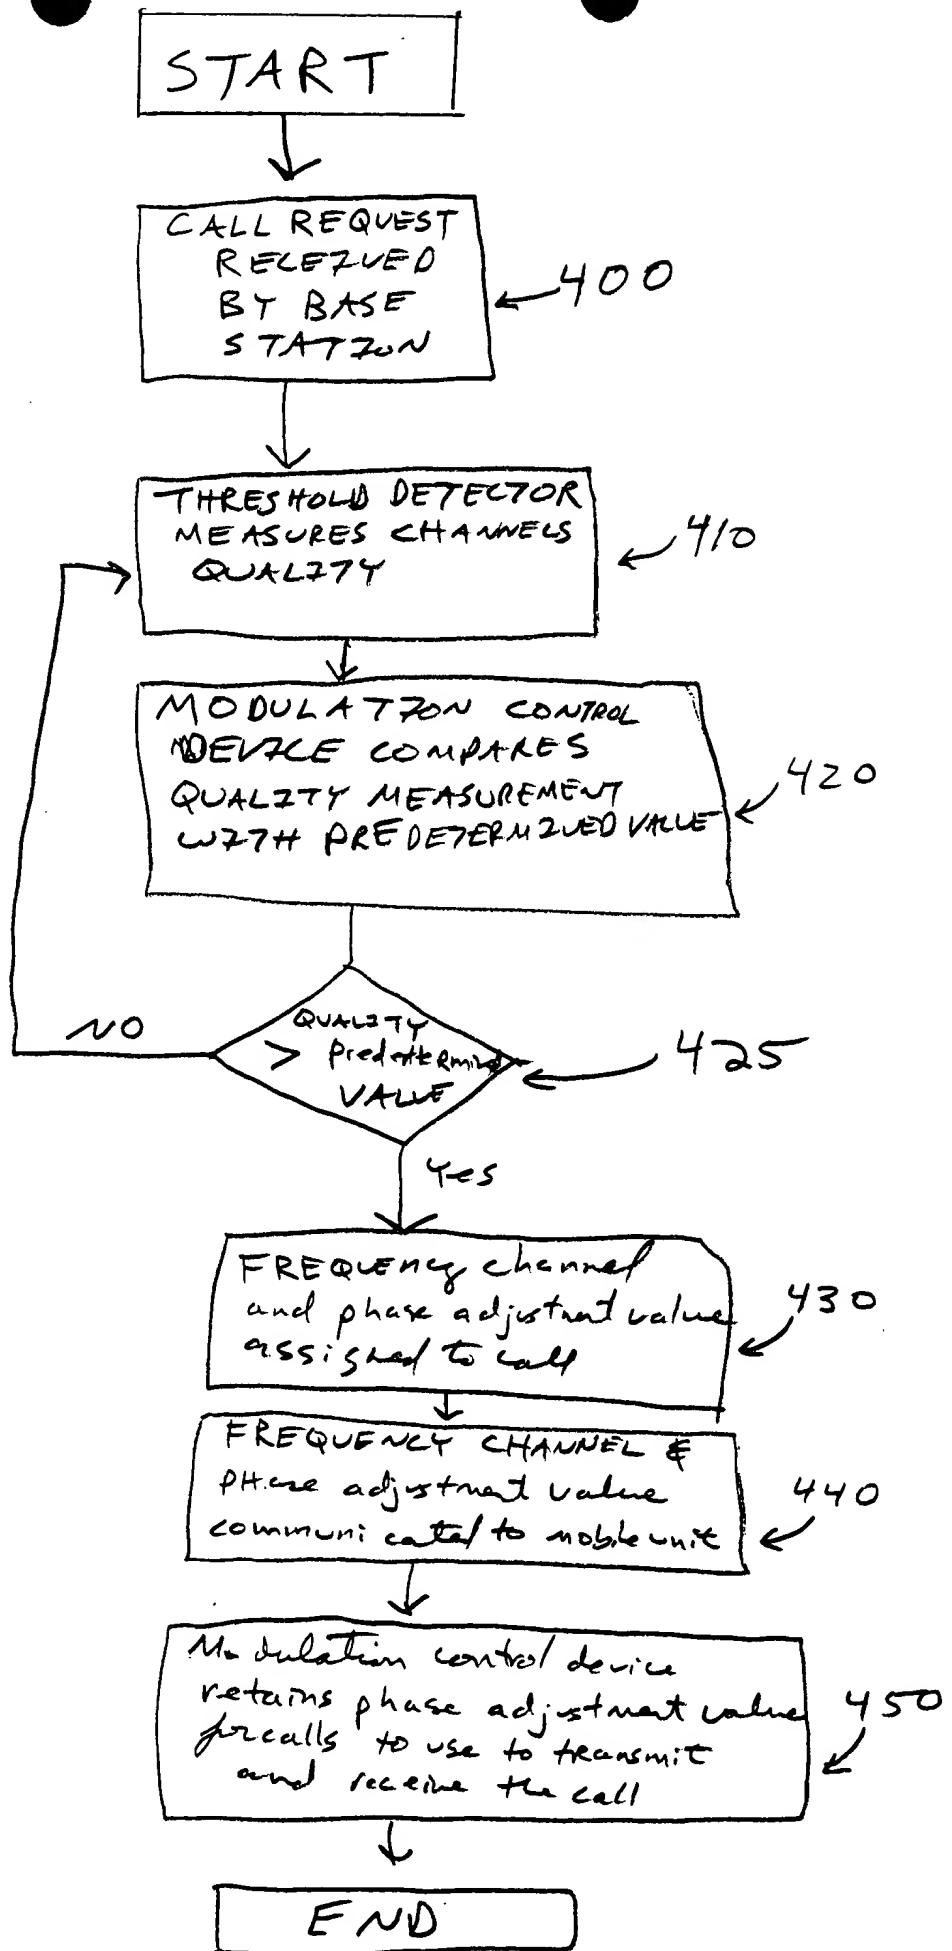 START
CALL REQUEST
RECEIVED
BY BASE
STATION
400
THRESHOLD DETECTOR
MEASURES CHANNELS
QUALITY
410
MODULATION CONTROL
DEVICE COMPARES
QUALITY MEASUREMENT
WITH PREDETERMINED VALUE
420
NO
QUALITY
> Predetermined
VALUE
425
Yes
FREQUENCY channel
and phase adjustment value
assigned to call
430
FREQUENCY CHANNEL &
PHase adjustment value
communicated to mobile unit
440
Modulation control device
retains phase adjustment value
for calls to use to transmit
and receive the call
450
END